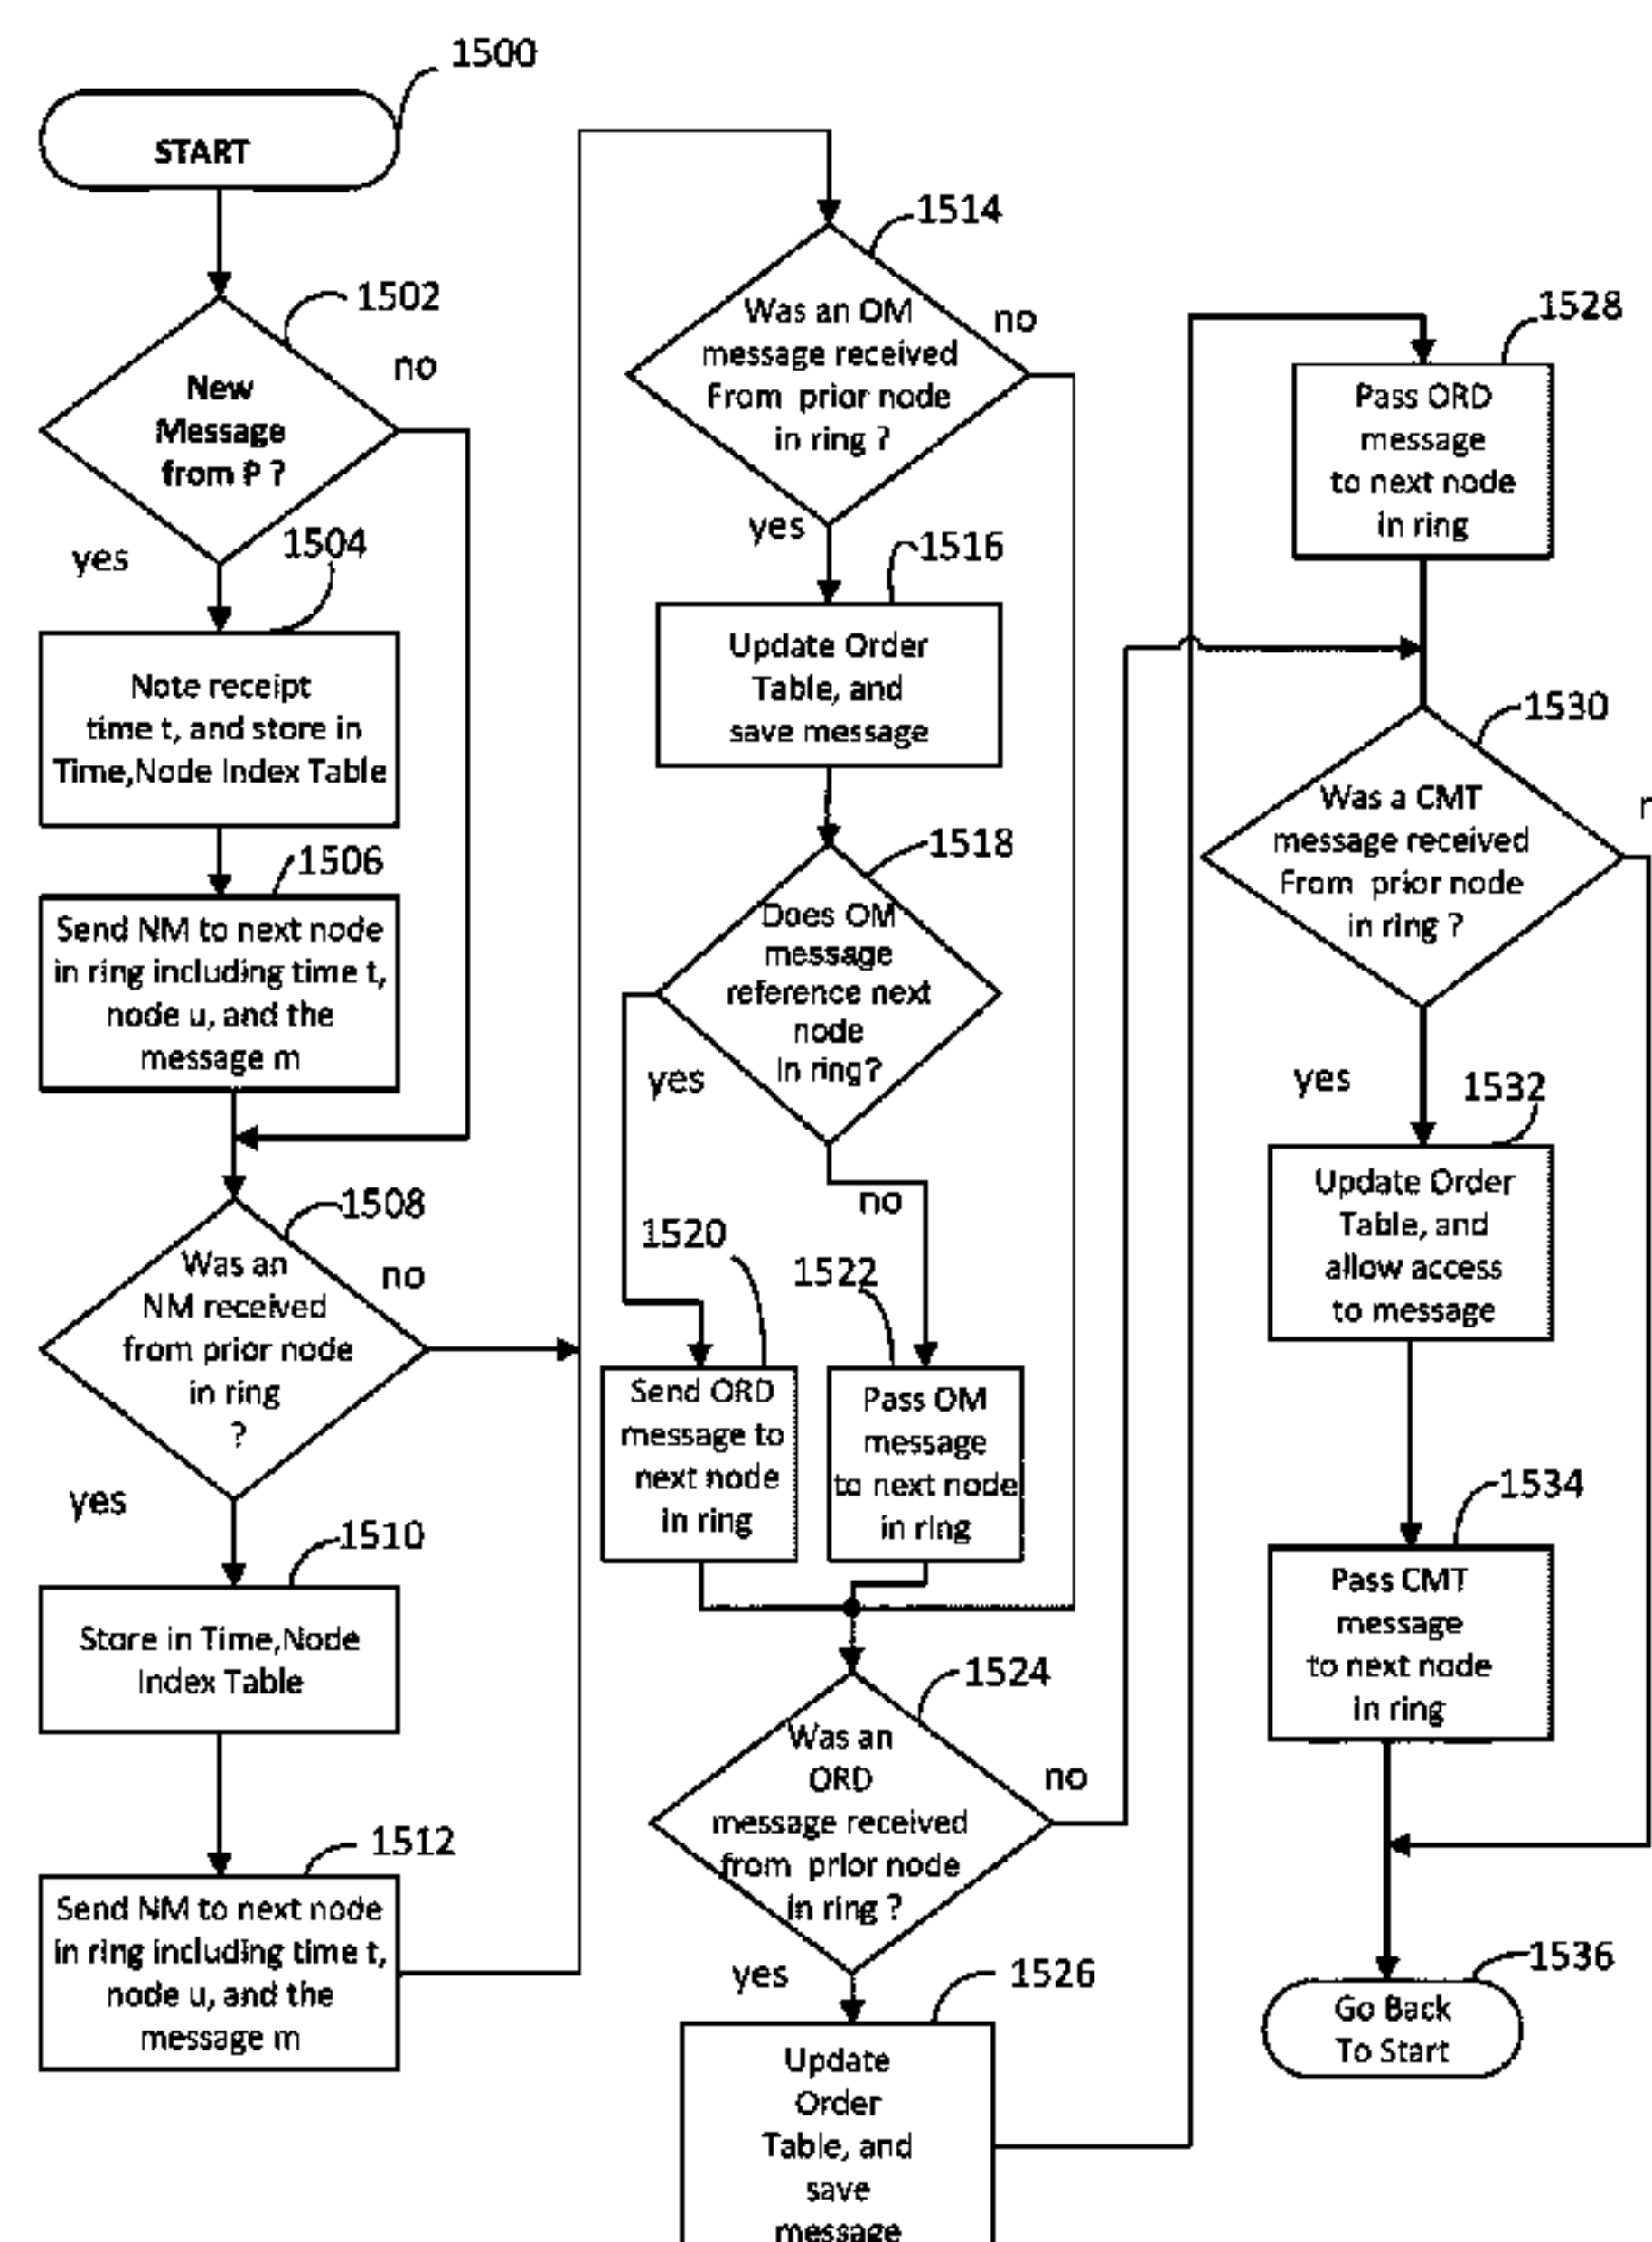 1500
START
1502
no
New
Message
from P ?
yes
1504
Note receipt
time t, and store in
Time,Node Index Table
1506
Send NM to next node
in ring including time t,
node u, and the
message m
1508
Was an
NM received
from prior node
in ring
?
no
yes
1510
Store in Time,Node
Index Table
1512
Send NM to next node
in ring including time t,
node u, and the
message m
1514
Was an OM
message received
From prior node
in ring ?
no
yes
1516
Update Order
Table, and
save message
1518
Does OM
message
reference next
node
In ring?
yes
no
1520
Send ORD
message to
next node
in ring
1522
Pass OM
message
to next node
in ring
1524
Was an
ORD
message received
from prior node
in ring ?
no
yes
1526
Update
Order
Table, and
save
message
1528
Pass ORD
message
to next node
in ring
1530
Was a CMT
message received
From prior node
in ring ?
yes
1532
Update Order
Table, and
allow access
to message
1534
Pass CMT
message
to next node
in ring
1536
Go Back
To Start